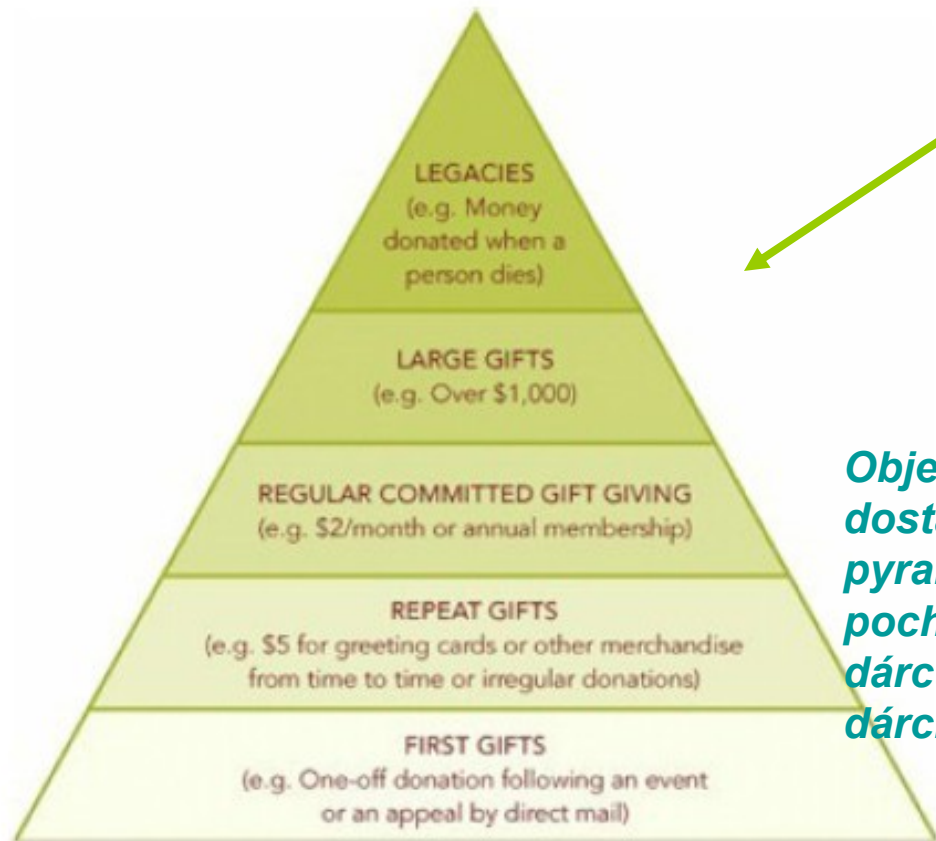 LEGACIES
(e.g. Money
donated when a
person dies)
LARGE GIFTS
(e.g. Over $1,000)
REGULAR COMMITTED GIFT GIVING
(e.g. $2/month or annual membership)
REPEAT GIFTS
(e.g. $5 for greeting cards or other merchandise
from time to time or irregular donations)
FIRST GIFTS
(e.g. One-off donation following an event
or an appeal by direct mail)